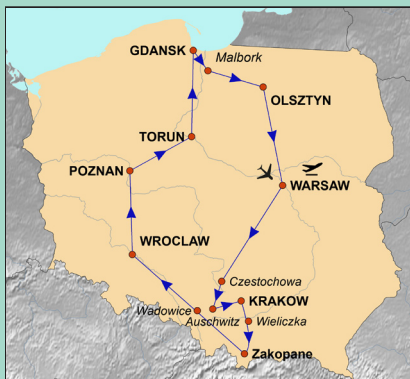 GDANSK
Malbork
OLSZTYN
TORUN
POZNAN
WARSAW
WROCLAW
Czestochowa
KRAKOW
Wadowice
Auschwitz
Wieliczka
Zakopane